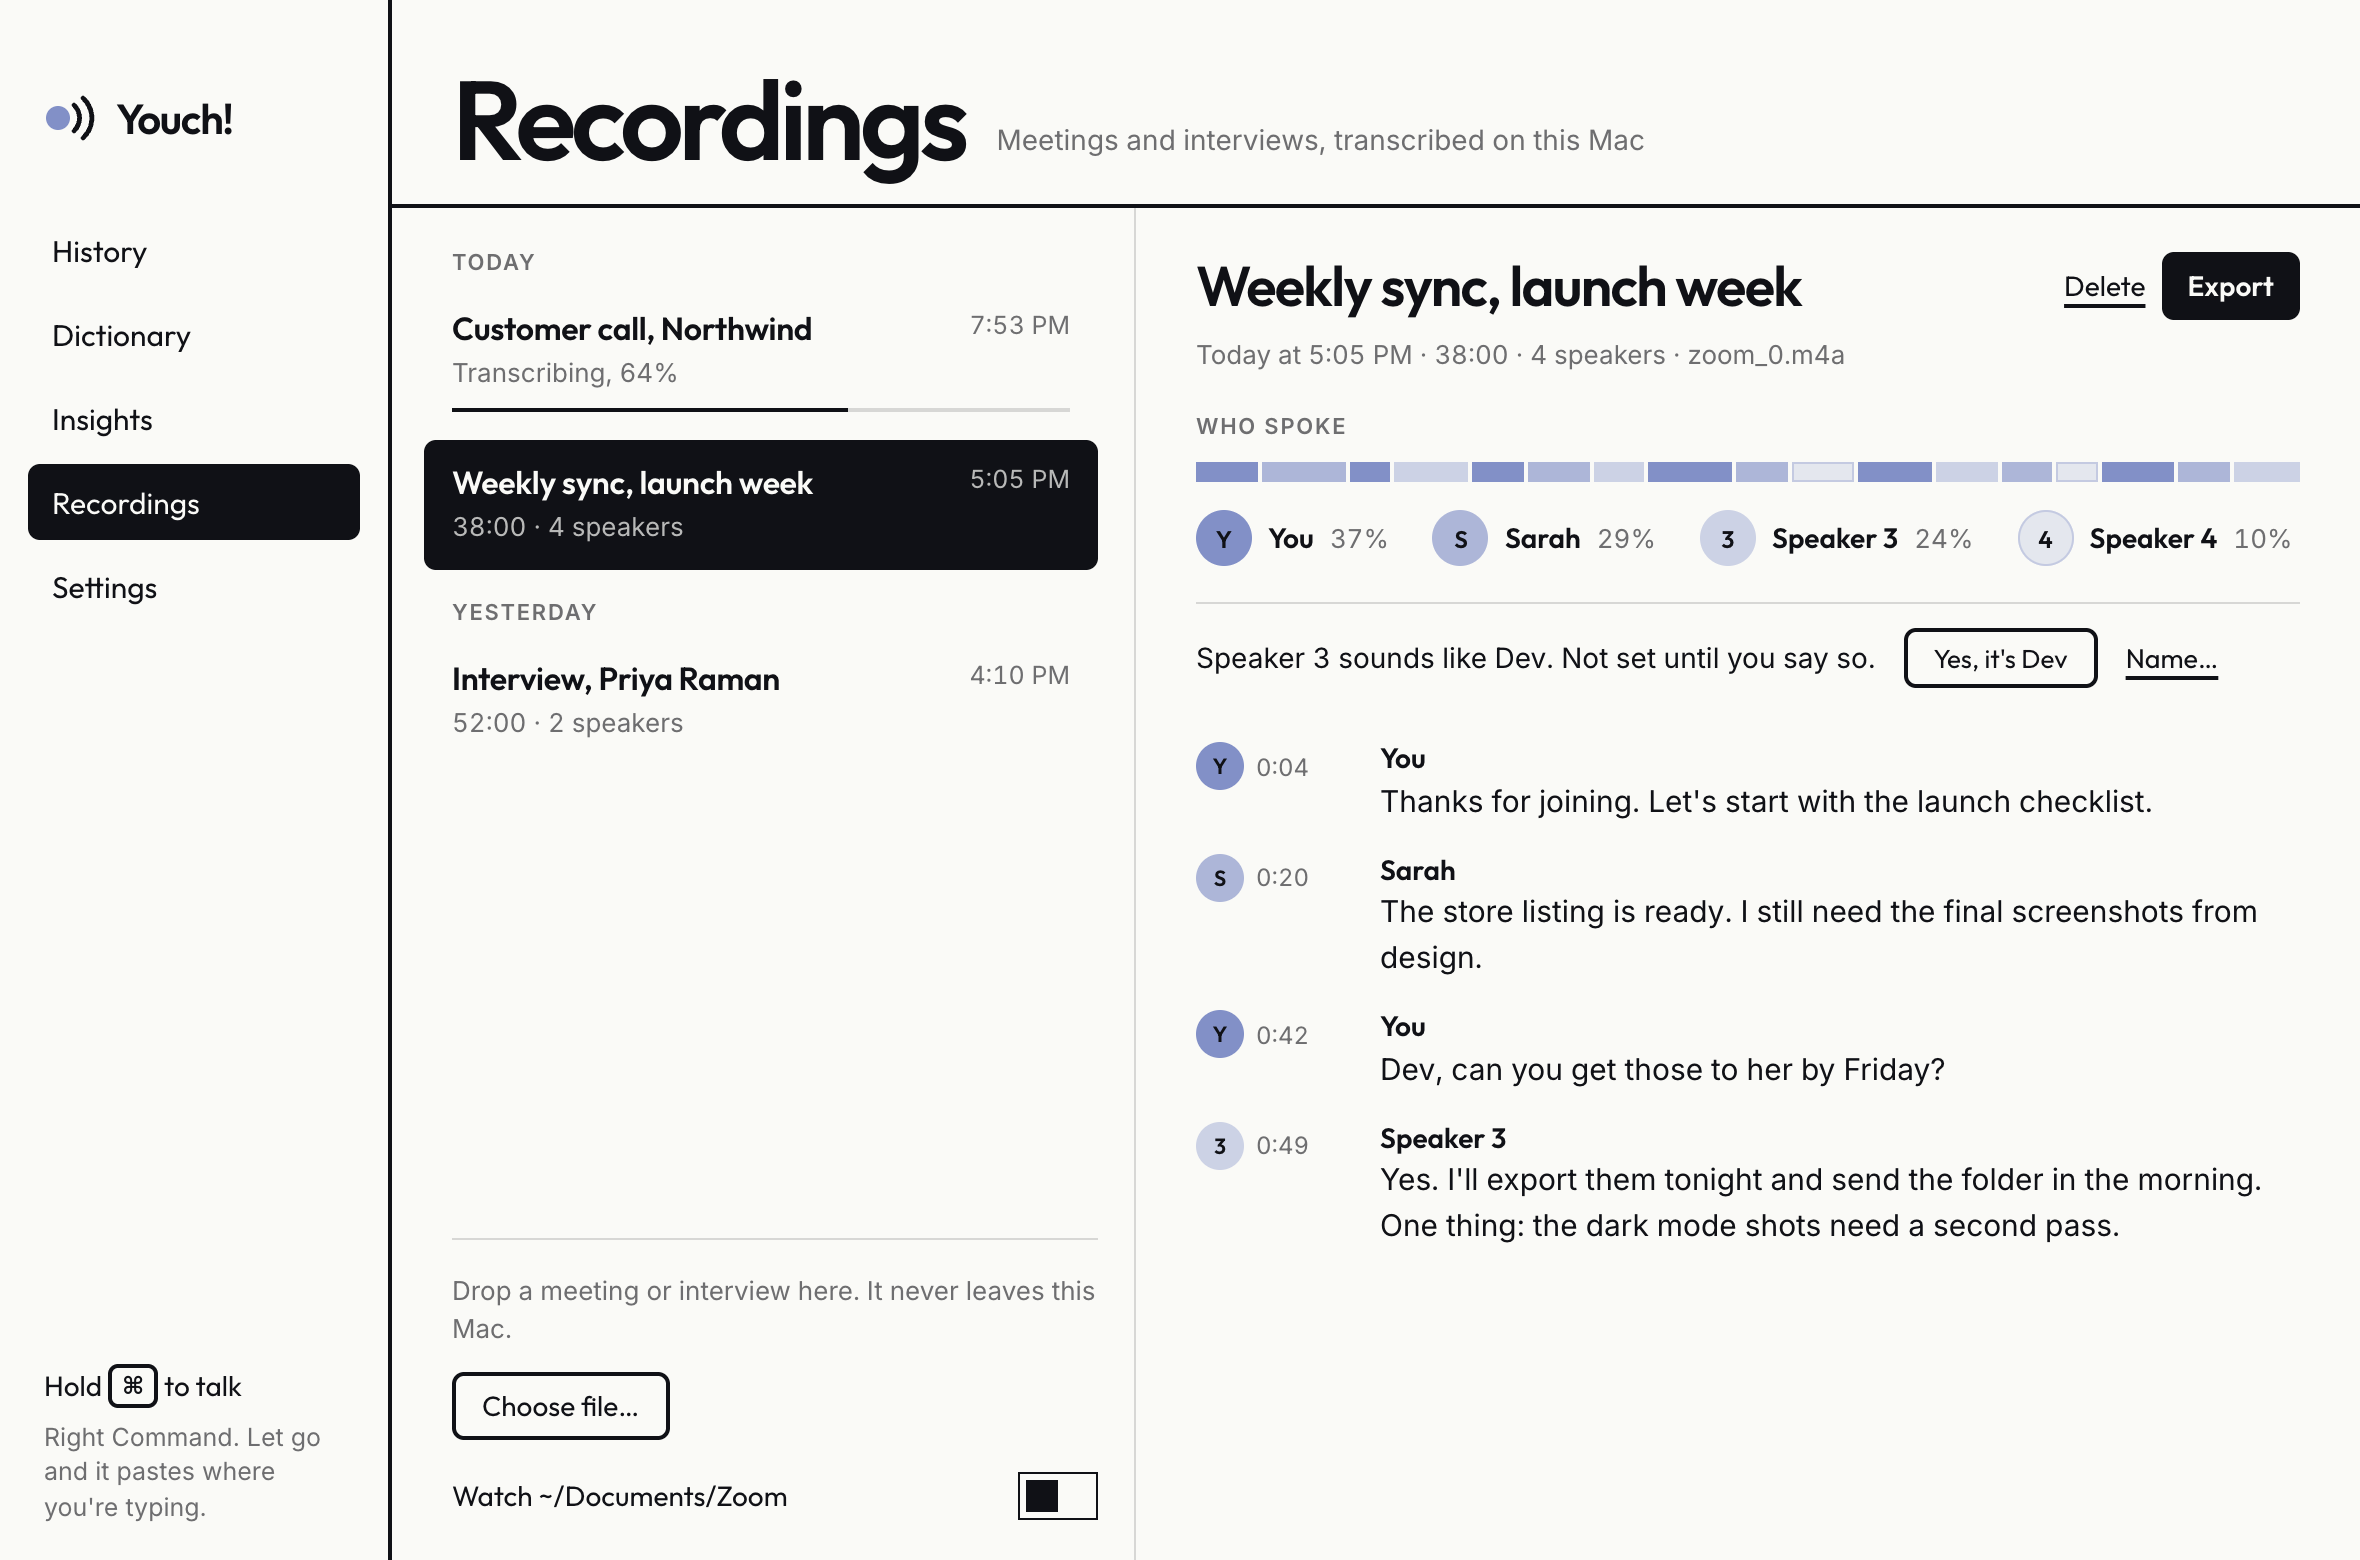 Youch!
History
Dictionary
Insights
Recordings
Settings
Hold ⌘ to talk
Right Command. Let go
and it pastes where
you're typing.
Recordings Meetings and interviews, transcribed on this Mac
TODAY
Customer call, Northwind 7:53 PM
Transcribing, 64%
Weekly sync, launch week 5:05 PM
38:00 · 4 speakers
YESTERDAY
Interview, Priya Raman 4:10 PM
52:00 · 2 speakers
Drop a meeting or interview here. It never leaves this
Mac.
Choose file...
Watch ~/Documents/Zoom
Weekly sync, launch week Delete Export
Today at 5:05 PM · 38:00 · 4 speakers · zoom_0.m4a
WHO SPOKE
Y You 37% S Sarah 29% 3 Speaker 3 24% 4 Speaker 4 10%
Speaker 3 sounds like Dev. Not set until you say so. Yes, it's Dev Name...
Y 0:04 You
Thanks for joining. Let's start with the launch checklist.
S 0:20 Sarah
The store listing is ready. I still need the final screenshots from
design.
Y 0:42 You
Dev, can you get those to her by Friday?
3 0:49 Speaker 3
Yes. I'll export them tonight and send the folder in the morning.
One thing: the dark mode shots need a second pass.